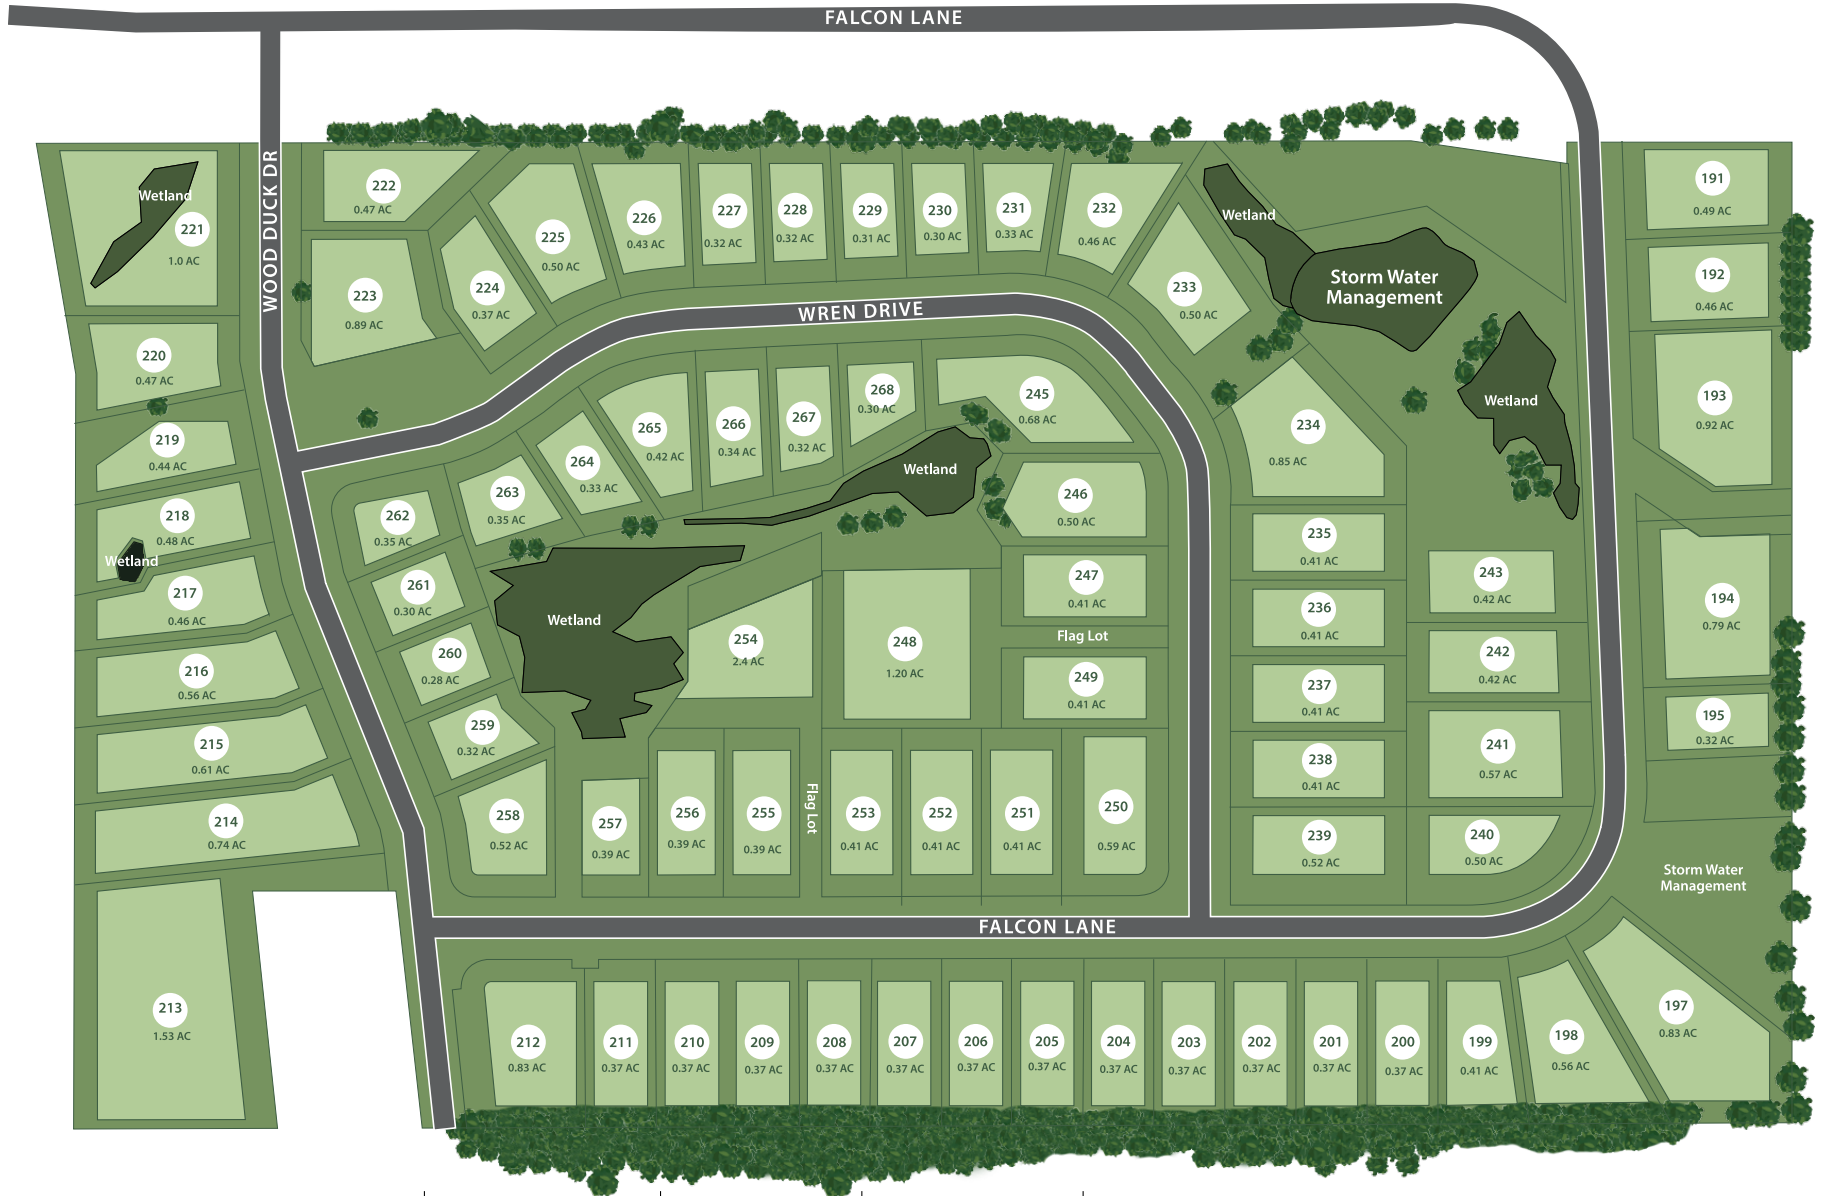 FALCON LANE
WOOD DUCK DR
WREN DRIVE
FALCON LANE
Wetland
221
1.0 AC
220
0.47 AC
219
0.44 AC
218
0.48 AC
Wetland
217
0.46 AC
216
0.56 AC
215
0.61 AC
214
0.74 AC
213
1.53 AC
222
0.47 AC
223
0.89 AC
224
0.37 AC
225
0.50 AC
226
0.43 AC
227
0.32 AC
228
0.32 AC
229
0.31 AC
230
0.30 AC
231
0.33 AC
232
0.46 AC
233
0.50 AC
Wetland
Storm Water
Management
Wetland
191
0.49 AC
192
0.46 AC
193
0.92 AC
194
0.79 AC
195
0.32 AC
Storm Water
Management
234
0.85 AC
235
0.41 AC
236
0.41 AC
237
0.41 AC
238
0.41 AC
239
0.52 AC
243
0.42 AC
242
0.42 AC
241
0.57 AC
240
0.50 AC
262
0.35 AC
263
0.35 AC
264
0.33 AC
265
0.42 AC
266
0.34 AC
267
0.32 AC
268
0.30 AC
245
0.68 AC
Wetland
246
0.50 AC
247
0.41 AC
Flag Lot
249
0.41 AC
248
1.20 AC
254
2.4 AC
Wetland
261
0.30 AC
260
0.28 AC
259
0.32 AC
258
0.52 AC
257
0.39 AC
256
0.39 AC
255
0.39 AC
Flag Lot
253
0.41 AC
252
0.41 AC
251
0.41 AC
250
0.59 AC
212
0.83 AC
211
0.37 AC
210
0.37 AC
209
0.37 AC
208
0.37 AC
207
0.37 AC
206
0.37 AC
205
0.37 AC
204
0.37 AC
203
0.37 AC
202
0.37 AC
201
0.37 AC
200
0.37 AC
199
0.41 AC
198
0.56 AC
197
0.83 AC